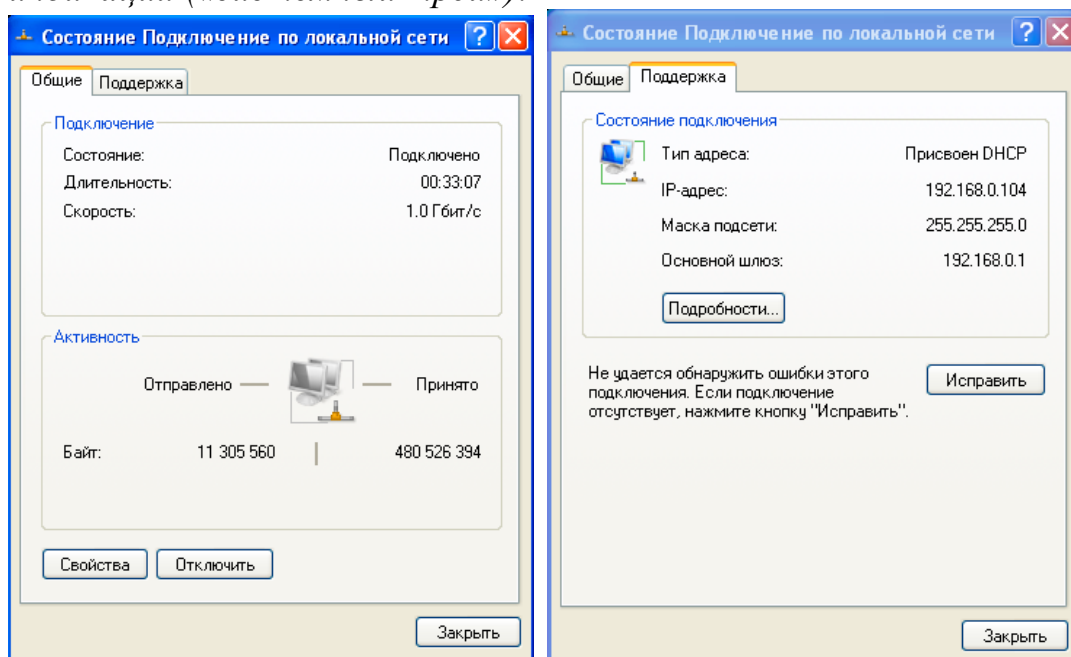 Состояние Подключение по локальной сети
Общие Поддержка
Подключение
Состояние: Подключено
Длительность: 00:33:07
Скорость: 1.0 Гбит/с
Активность
Отправлено Принято
Байт: 11 305 560 480 526 394
Свойства Отключить
Закрыть
Состояние Подключение по локальной сети
Общие Поддержка
Состояние подключения
Тип адреса: Присвоен DHCP
IP-адрес: 192.168.0.104
Маска подсети: 255.255.255.0
Основной шлюз: 192.168.0.1
Подробности...
Не удается обнаружить ошибки этого
подключения. Если подключение
отсутствует, нажмите кнопку "Исправить".
Исправить
Закрыть